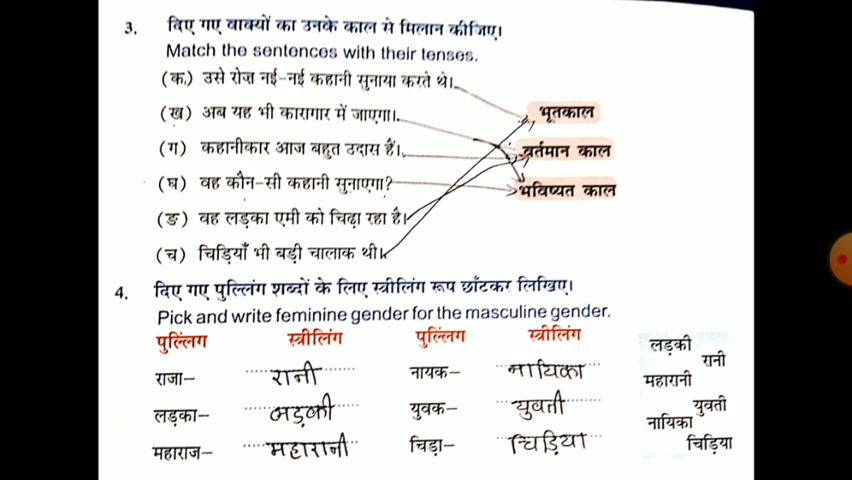 3. दिए गए वाक्यों का उनके काल से मिलान कीजिए।
Match the sentences with their tenses.
(क) उसे रोज़ नई-नई कहानी सुनाया करते थे।
(ख) अब यह भी कारागार में जाएगा।
भूतकाल
(ग) कहानीकार आज बहुत उदास हैं।
वर्तमान काल
(घ) वह कौन-सी कहानी सुनाएगा?
भविष्यत काल
(ङ) वह लड़का एमी को चिढ़ा रहा है।
(च) चिड़ियाँ भी बड़ी चालाक थी।
4. दिए गए पुल्लिंग शब्दों के लिए स्त्रीलिंग रूप छाँटकर लिखिए।
Pick and write feminine gender for the masculine gender.
पुल्लिंग स्त्रीलिंग पुल्लिंग स्त्रीलिंग
राजा– रानी नायक– नायिका
लड़का– लड़की युवक– युवती
महाराज– महारानी चिड़ा– चिड़िया
लड़की
रानी
महारानी
युवती
नायिका
चिड़िया